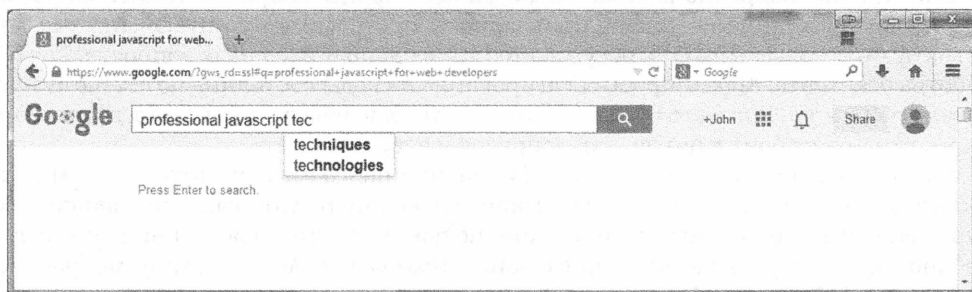 professional javascript for web...
https://www.google.com/?gws_rd=ssl#q=professional+javascript+for+web+developers
Google
Google
professional javascript tec
+John
Share
techniques
technologies
Press Enter to search.